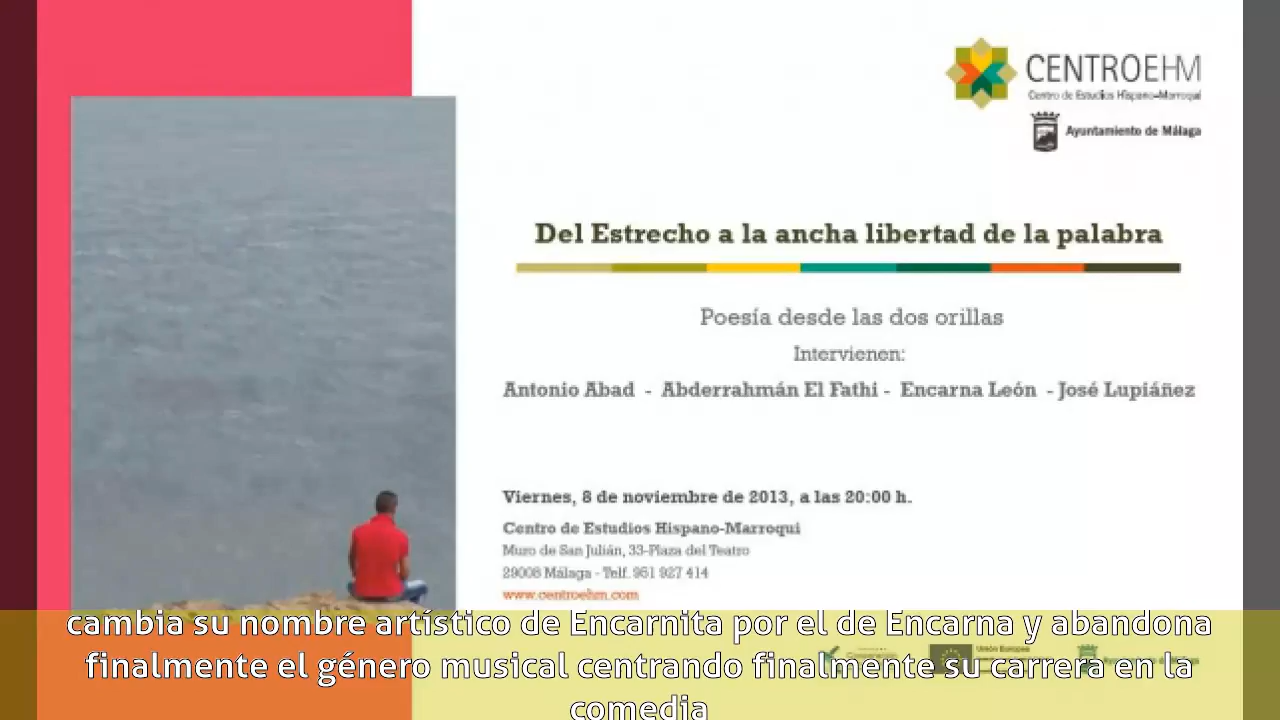 CENTROEHM
Centro de Estudios Hispano-Marroquí
Ayuntamiento de Málaga
Del Estrecho a la ancha libertad de la palabra
Poesía desde las dos orillas
Intervienen:
Antonio Abad - Abderrahmán El Fathi - Encarna León - José Lupiáñez
Viernes, 8 de noviembre de 2013, a las 20:00 h.
Centro de Estudios Hispano-Marroquí
Muro de San Julián, 33-Plaza del Teatro
29008 Málaga - Telf. 951 927 414
www.centroehm.com
cambia su nombre artístico de Encarnita por el de Encarna y abandona
finalmente el género musical centrando finalmente su carrera en la
comedia
Unión Europea